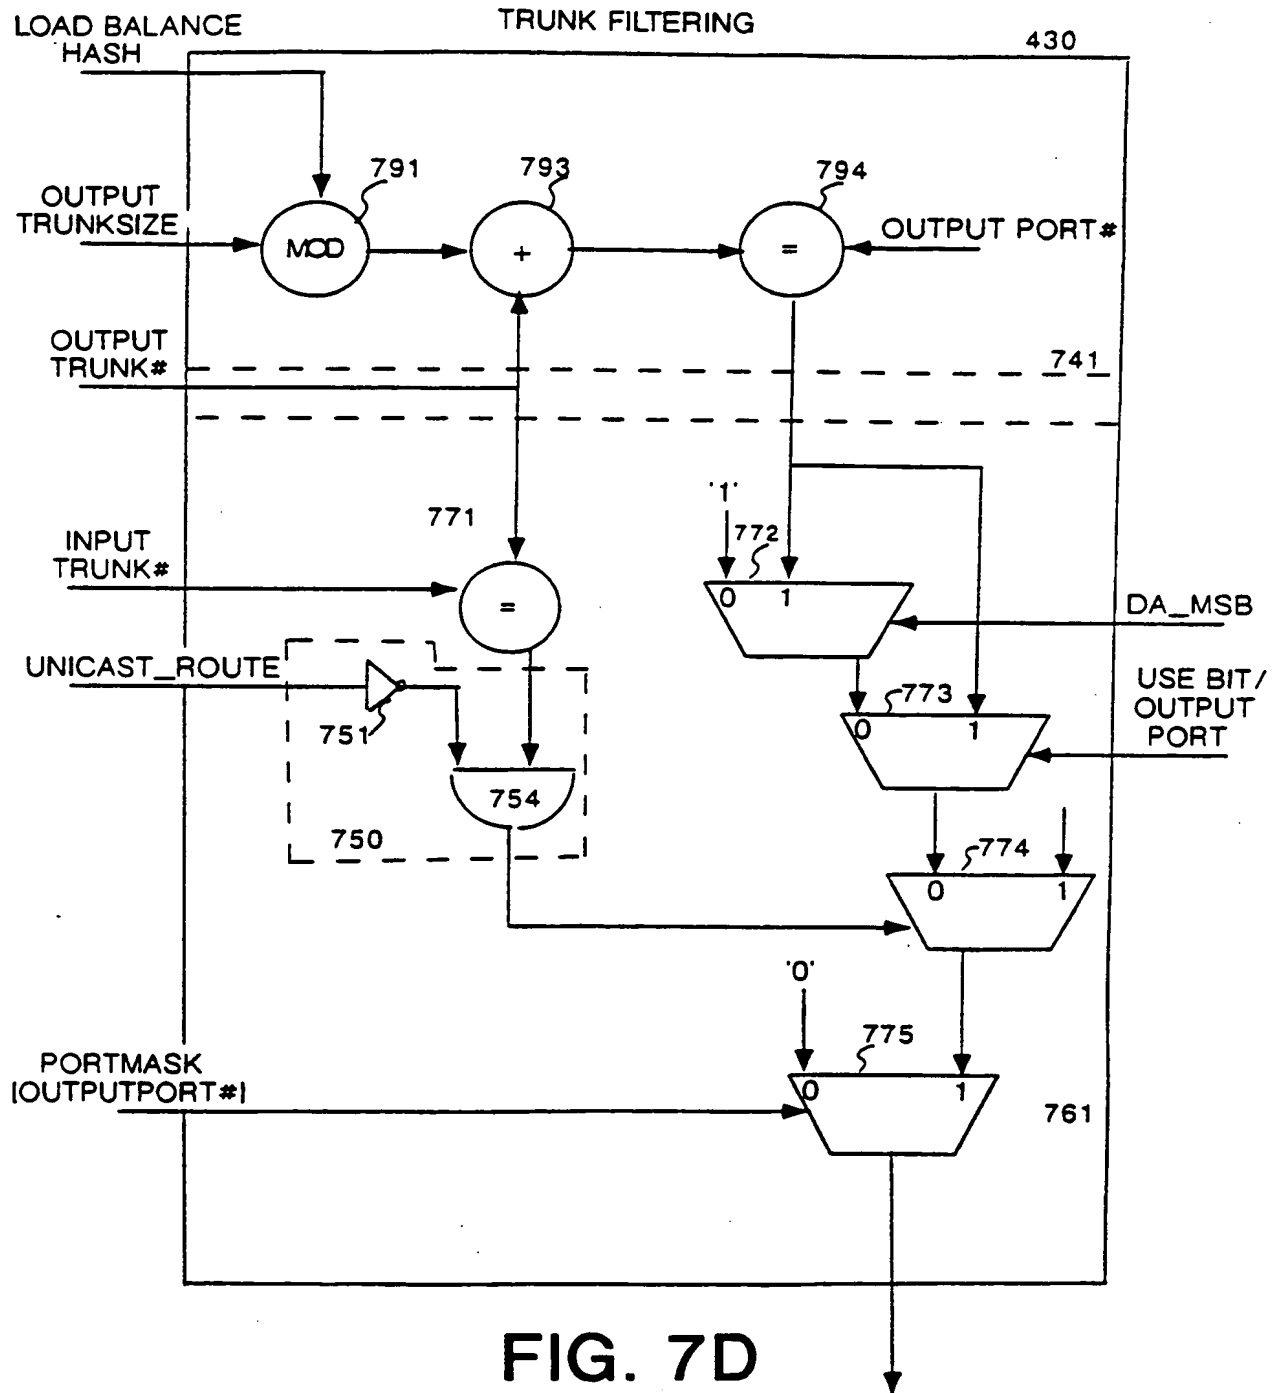 TRUNK FILTERING
430
LOAD BALANCE
HASH
791
793
794
OUTPUT
TRUNKSIZE
MOD
+
=
OUTPUT PORT#
OUTPUT
TRUNK#
741
'1'
771
772
INPUT
TRUNK#
=
0 1
DA_MSB
UNICAST_ROUTE
751
773
0 1
USE BIT/
OUTPUT
PORT
754
750
774
0 1
'0'
775
PORTMASK
[OUTPUTPORT#]
0 1
761
FIG. 7D